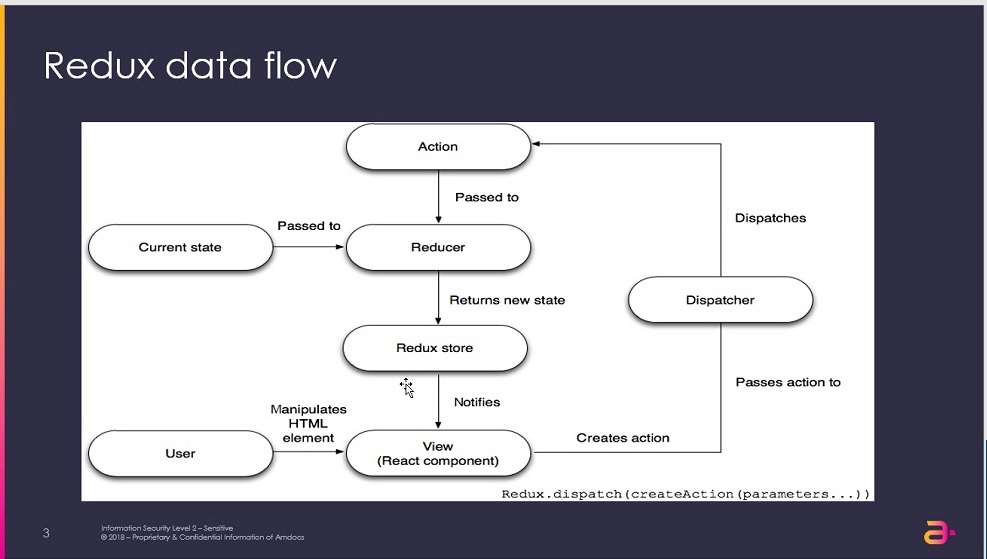 Redux data flow
Action
Passed to
Dispatches
Passed to
Current state
Reducer
Returns new state
Dispatcher
Redux store
Passes action to
Notifies
Manipulates
HTML
element
Creates action
User
View
(React component)
Redux.dispatch(createAction(parameters...))
3
Information Security Level 2 – Sensitive
© 2018 – Proprietary & Confidential Information of Amdocs
a